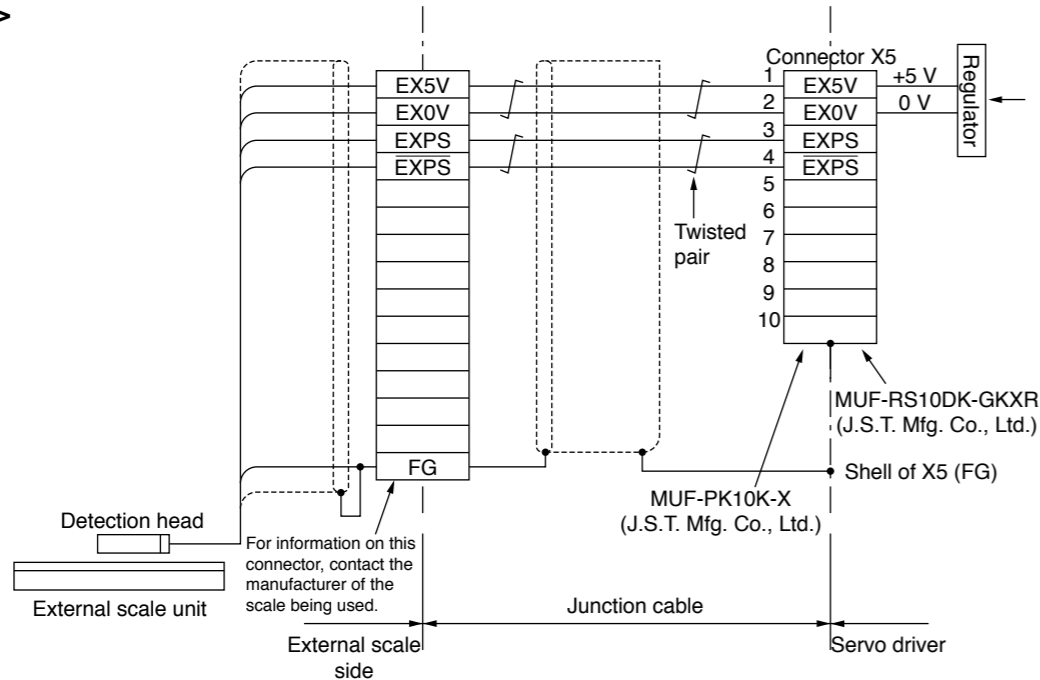 >
Connector X5
1 EX5V +5 V
2 EX0V 0 V
3 EXPS
4 E̅X̅P̅S̅
5
6
7
8
9
10
Regulator
EX5V
EX0V
EXPS
E̅X̅P̅S̅
FG
Twisted
pair
MUF-RS10DK-GKXR
(J.S.T. Mfg. Co., Ltd.)
Shell of X5 (FG)
MUF-PK10K-X
(J.S.T. Mfg. Co., Ltd.)
Detection head
External scale unit
For information on this
connector, contact the
manufacturer of the
scale being used.
External scale
side
Junction cable
Servo driver